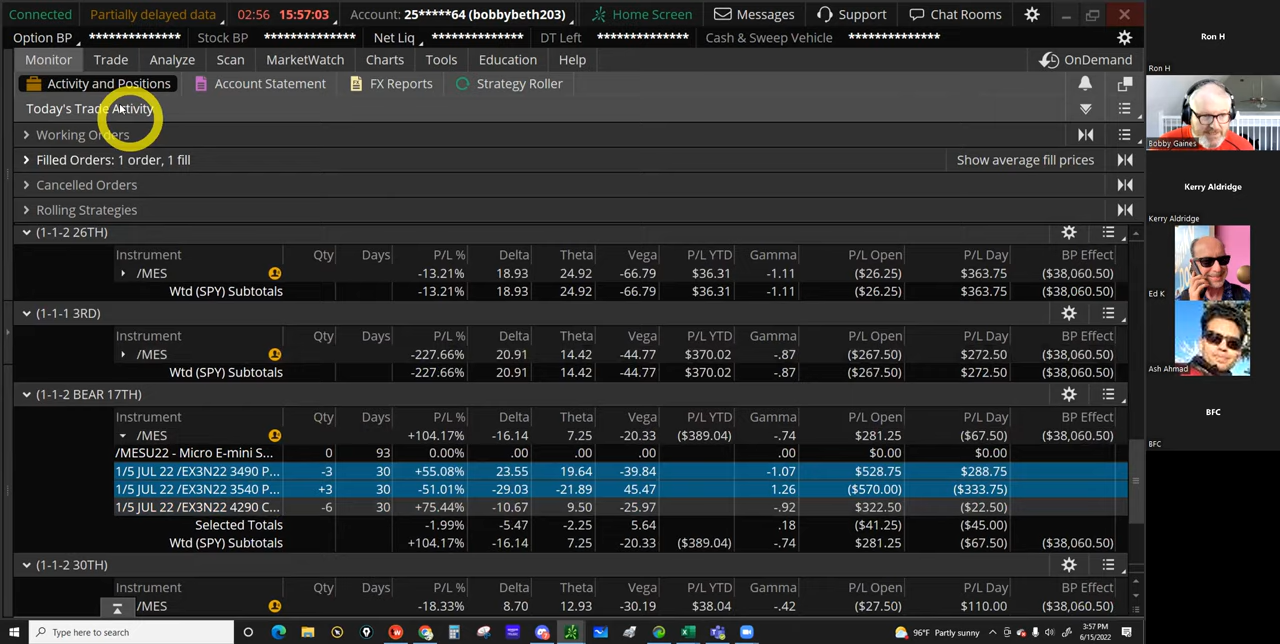 Connected Partially delayed data 2:56 15:57:03 Account: 25*****64 (bobbybeth203) Home Screen Messages Support Chat Rooms
Option BP ************** Stock BP ************** Net Liq ************** DT Left ************** Cash & Sweep Vehicle **************
Monitor Trade Analyze Scan MarketWatch Charts Tools Education Help OnDemand
Activity and Positions Account Statement FX Reports Strategy Roller
Today's Trade Activity
Working Orders
Filled Orders: 1 order, 1 fill Show average fill prices
Cancelled Orders
Rolling Strategies
(1-1-2 26TH)
Instrument Qty Days P/L % Delta Theta Vega P/L YTD Gamma P/L Open P/L Day BP Effect
/MES -13.21% 18.93 24.92 -66.79 $36.31 -1.11 ($26.25) $363.75 ($38,060.50)
Wtd (SPY) Subtotals -13.21% 18.93 24.92 -66.79 $36.31 -1.11 ($26.25) $363.75 ($38,060.50)
(1-1-1 3RD)
Instrument Qty Days P/L % Delta Theta Vega P/L YTD Gamma P/L Open P/L Day BP Effect
/MES -227.66% 20.91 14.42 -44.77 $370.02 -.87 ($267.50) $272.50 ($38,060.50)
Wtd (SPY) Subtotals -227.66% 20.91 14.42 -44.77 $370.02 -.87 ($267.50) $272.50 ($38,060.50)
(1-1-2 BEAR 17TH)
Instrument Qty Days P/L % Delta Theta Vega P/L YTD Gamma P/L Open P/L Day BP Effect
/MES +104.17% -16.14 7.25 -20.33 ($389.04) -.74 $281.25 ($67.50) ($38,060.50)
/MESU22 - Micro E-mini S... 0 93 0.00% .00 .00 .00 .00 $0.00 $0.00
1/5 JUL 22 /EX3N22 3490 P... -3 30 +55.08% 23.55 19.64 -39.84 -1.07 $528.75 $288.75
1/5 JUL 22 /EX3N22 3540 P... +3 30 -51.01% -29.03 -21.89 45.47 1.26 ($570.00) ($333.75)
1/5 JUL 22 /EX3N22 4290 C... -6 30 +75.44% -10.67 9.50 -25.97 -.92 $322.50 ($22.50)
Selected Totals -1.99% -5.47 -2.25 5.64 .18 ($41.25) ($45.00)
Wtd (SPY) Subtotals +104.17% -16.14 7.25 -20.33 ($389.04) -.74 $281.25 ($67.50) ($38,060.50)
(1-1-2 30TH)
Instrument Qty Days P/L % Delta Theta Vega P/L YTD Gamma P/L Open P/L Day BP Effect
/MES -18.33% 8.70 12.93 -30.19 $38.04 -.42 ($27.50) $110.00 ($38,060.50)
Type here to search 96°F Partly sunny 3:57 PM
6/15/2022
Ron H
Ron H
Bobby Gaines
Kerry Aldridge
Kerry Aldridge
Ed K
Ash Ahmad
BFC
BFC